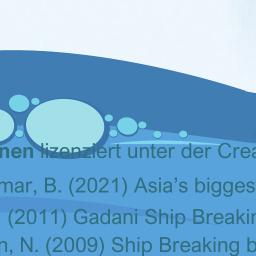 nen lizenziert unter der Crea
mar, B. (2021) Asia's bigges
(2011) Gadani Ship Breakin
n, N. (2009) Ship Breaking b